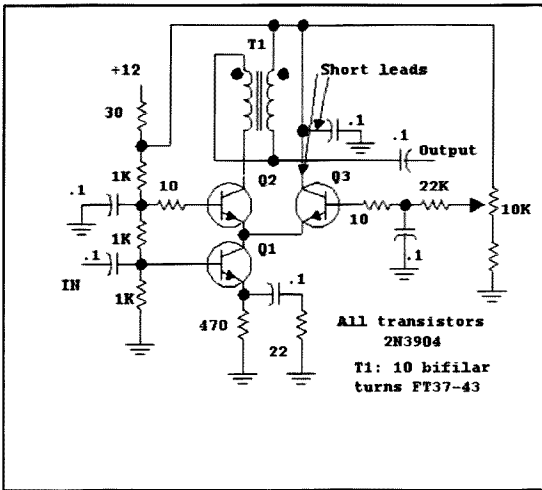 T1
+12
Short leads
30
.1
.1
Output
1K
Q2
Q3
.1
10
10
22K
10K
1K
Q1
.1
.1
.1
IN
1K
470
22
All transistors
2N3904
T1: 10 bifilar
turns FT37-43